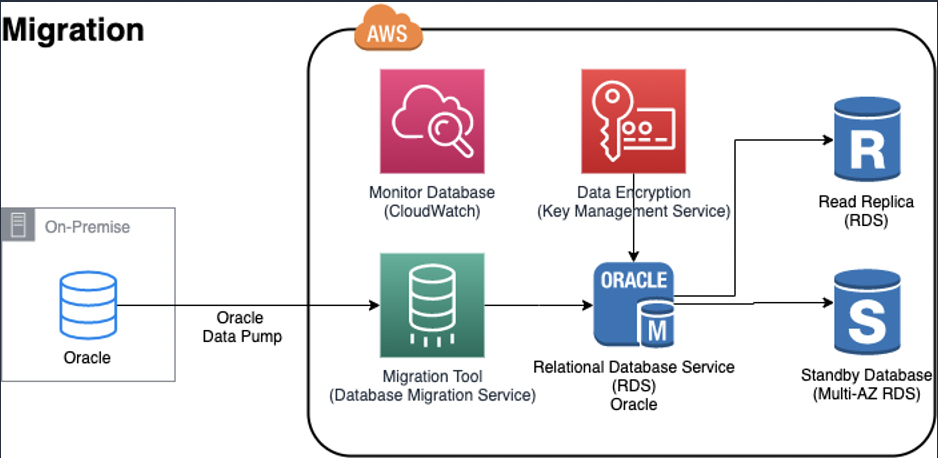 Migration
AWS
Monitor Database
(CloudWatch)
Data Encryption
(Key Management Service)
R
Read Replica
(RDS)
On-Premise
Oracle
Oracle
Data Pump
Migration Tool
(Database Migration Service)
ORACLE
M
Relational Database Service
(RDS)
Oracle
S
Standby Database
(Multi-AZ RDS)